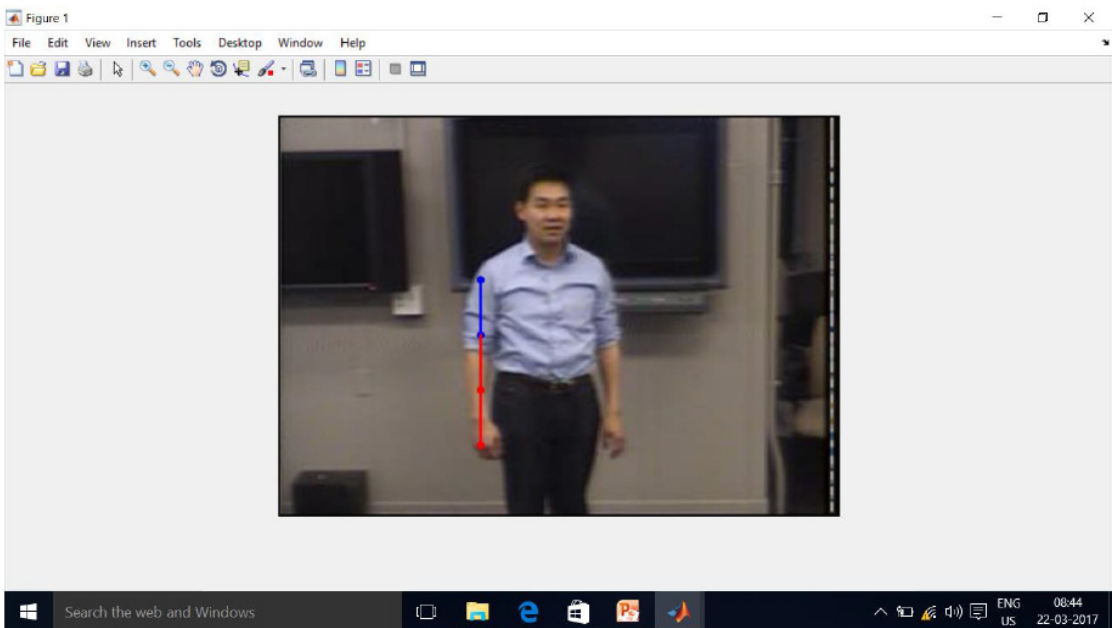 Figure 1
File Edit View Insert Tools Desktop Window Help
Search the web and Windows
ENG 08:44
US 22-03-2017